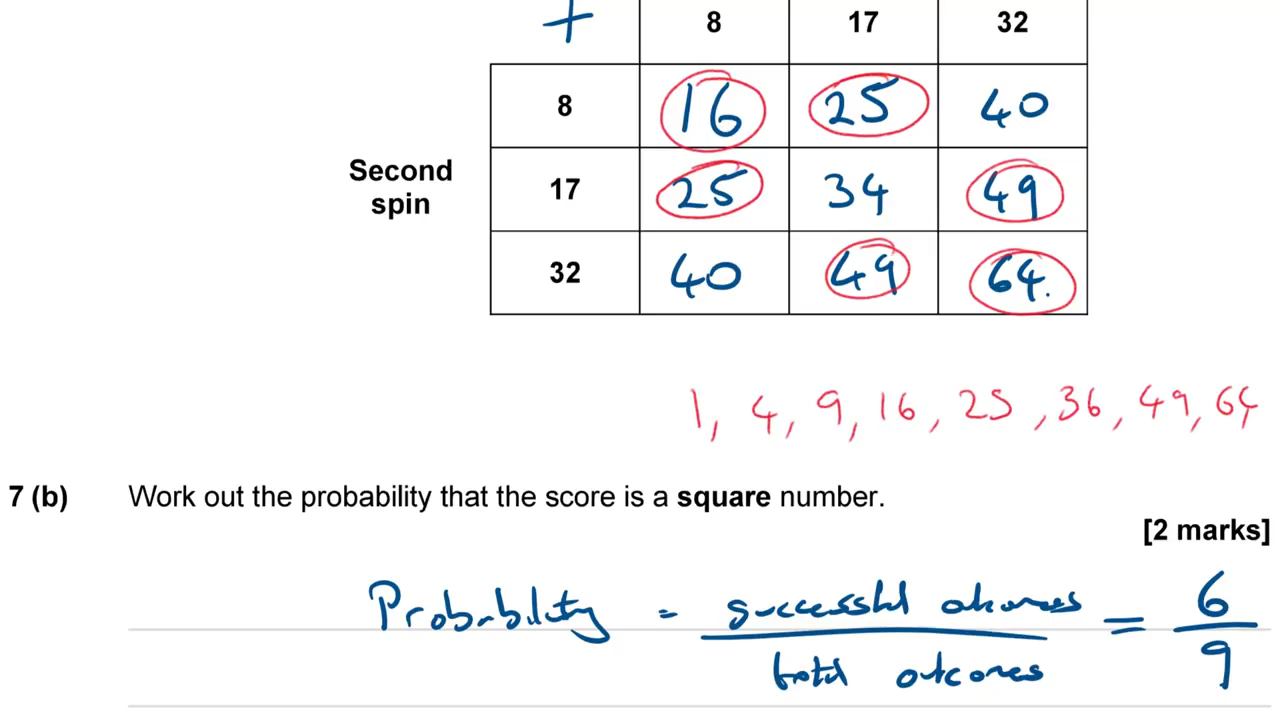 + 8 17 32
8 16 25 40
Second
spin
17 25 34 49
32 40 49 64.
1, 4, 9, 16, 25, 36, 49, 64
7 (b) Work out the probability that the score is a square number.
[2 marks]
Probability = successful outcomes = 6
total outcomes 9